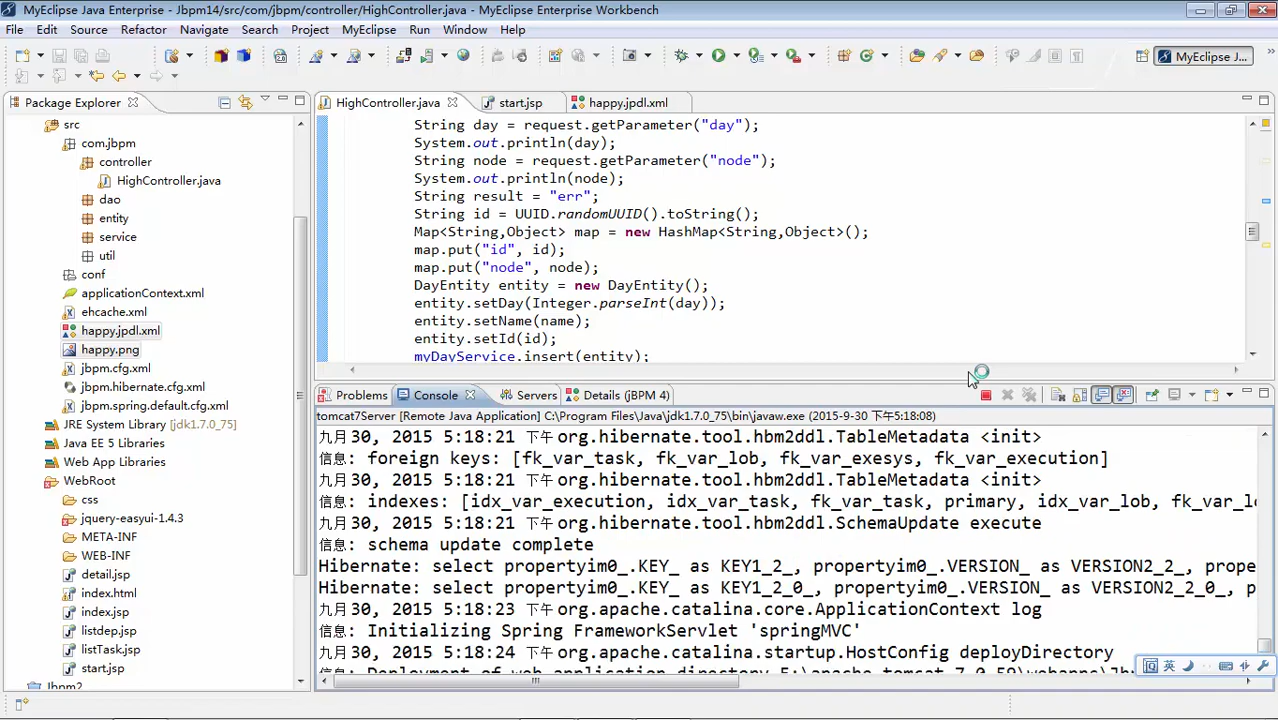 MyEclipse Java Enterprise - Jbpm14/src/com/jbpm/controller/HighController.java - MyEclipse Enterprise Workbench
File Edit Source Refactor Navigate Search Project MyEclipse Run Window Help
MyEclipse J...
Package Explorer
src
com.jbpm
controller
HighController.java
dao
entity
service
util
conf
applicationContext.xml
ehcache.xml
happy.jpdl.xml
happy.png
jbpm.cfg.xml
jbpm.hibernate.cfg.xml
jbpm.spring.default.cfg.xml
JRE System Library [jdk1.7.0_75]
Java EE 5 Libraries
Web App Libraries
WebRoot
css
jquery-easyui-1.4.3
META-INF
WEB-INF
detail.jsp
index.html
index.jsp
listdep.jsp
listTask.jsp
start.jsp
Jbpm2
HighController.java start.jsp happy.jpdl.xml
String day = request.getParameter("day");
System.out.println(day);
String node = request.getParameter("node");
System.out.println(node);
String result = "err";
String id = UUID.randomUUID().toString();
Map<String,Object> map = new HashMap<String,Object>();
map.put("id", id);
map.put("node", node);
DayEntity entity = new DayEntity();
entity.setDay(Integer.parseInt(day));
entity.setName(name);
entity.setId(id);
myDayService.insert(entity);
Problems Console Servers Details (jBPM 4)
tomcat7Server [Remote Java Application] C:\Program Files\Java\jdk1.7.0_75\bin\javaw.exe (2015-9-30 下午5:18:08)
九月 30, 2015 5:18:21 下午 org.hibernate.tool.hbm2ddl.TableMetadata <init>
信息: foreign keys: [fk_var_task, fk_var_lob, fk_var_exesys, fk_var_execution]
九月 30, 2015 5:18:21 下午 org.hibernate.tool.hbm2ddl.TableMetadata <init>
信息: indexes: [idx_var_execution, idx_var_task, fk_var_task, primary, idx_var_lob, fk_var_l
九月 30, 2015 5:18:21 下午 org.hibernate.tool.hbm2ddl.SchemaUpdate execute
信息: schema update complete
Hibernate: select propertyim0_.KEY_ as KEY1_2_, propertyim0_.VERSION_ as VERSION2_2_, prope
Hibernate: select propertyim0_.KEY_ as KEY1_2_0_, propertyim0_.VERSION_ as VERSION2_2_0_, p
九月 30, 2015 5:18:23 下午 org.apache.catalina.core.ApplicationContext log
信息: Initializing Spring FrameworkServlet 'springMVC'
九月 30, 2015 5:18:24 下午 org.apache.catalina.startup.HostConfig deployDirectory
信息: Deployment of web application directory
英